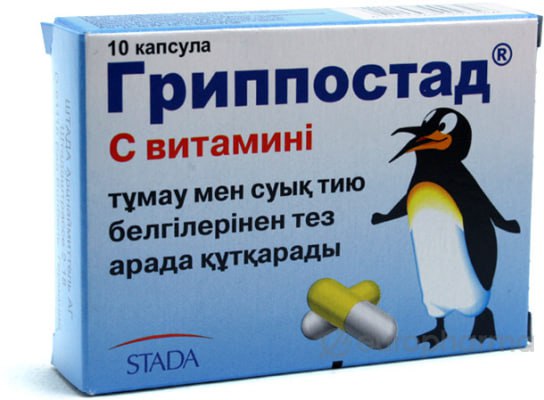 10 капсула
Гриппостад®
С витамині
тұмау мен суық тию
белгілерінен тез
арада құтқарады
STADA